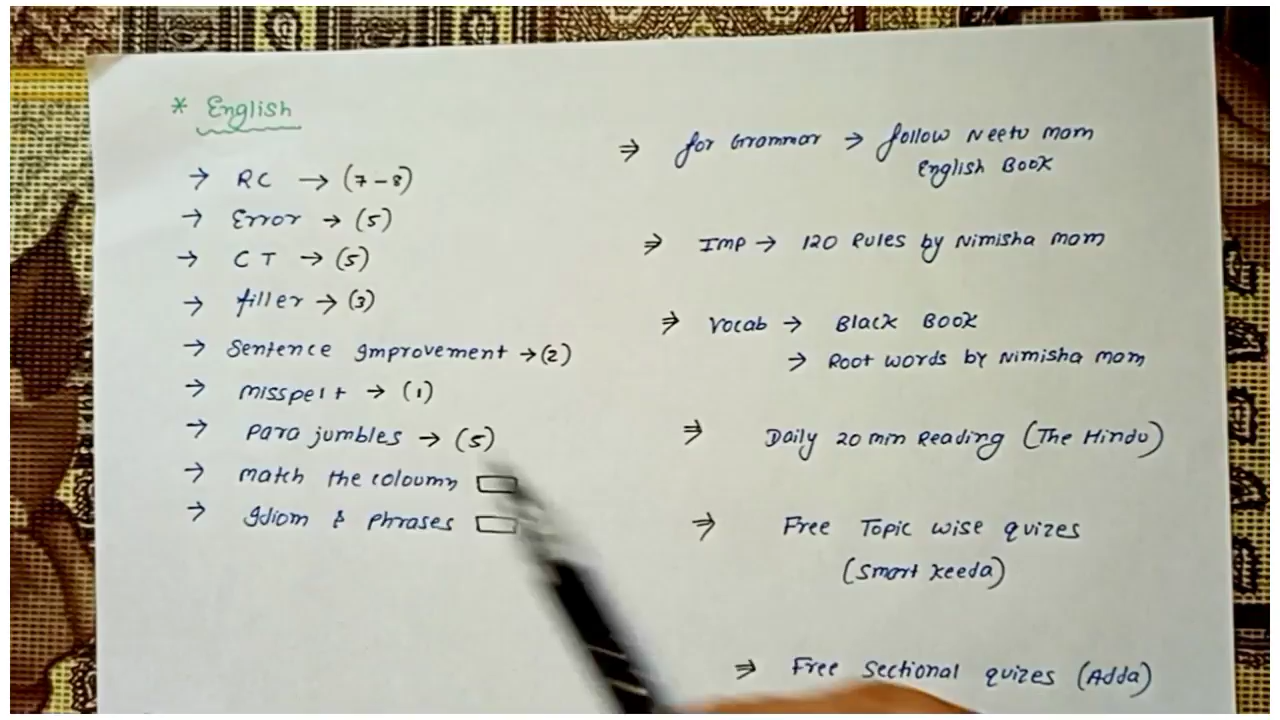 * English
→ RC → (7-8)
→ Error → (5)
→ CT → (5)
→ filler → (3)
→ Sentence Improvement → (2)
→ misspelt → (1)
→ Para jumbles → (5)
→ match the coloumn
→ Idiom & Phrases
⇒ for Grammar → follow Neetu mam
English Book
⇒ Imp → 120 Rules by Nimisha mam
⇒ Vocab → Black Book
→ Root words by Nimisha mam
⇒ Daily 20 min Reading (The Hindu)
⇒ Free Topic wise quizes
(Smart Keeda)
⇒ Free Sectional quizes (Adda)